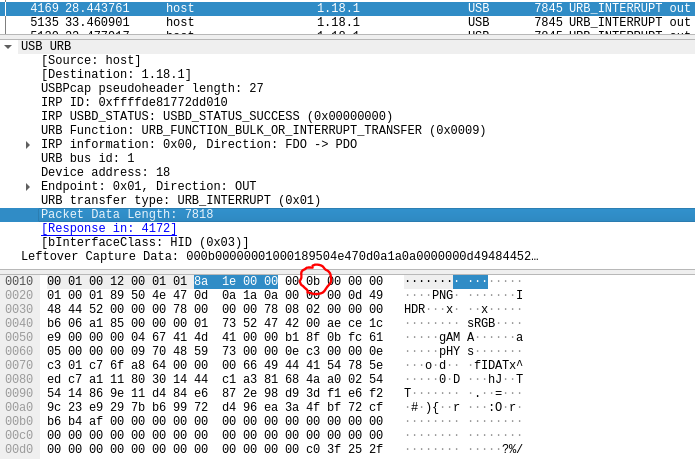 4169 28.443761 host 1.18.1 USB 7845 URB_INTERRUPT out
5135 33.460901 host 1.18.1 USB 7845 URB_INTERRUPT out
USB URB
[Source: host]
[Destination: 1.18.1]
USBPcap pseudoheader length: 27
IRP ID: 0xffffde81772dd010
IRP USBD_STATUS: USBD_STATUS_SUCCESS (0x00000000)
URB Function: URB_FUNCTION_BULK_OR_INTERRUPT_TRANSFER (0x0009)
IRP information: 0x00, Direction: FDO -> PDO
URB bus id: 1
Device address: 18
Endpoint: 0x01, Direction: OUT
URB transfer type: URB_INTERRUPT (0x01)
Packet Data Length: 7818
[Response in: 4172]
[bInterfaceClass: HID (0x03)]
Leftover Capture Data: 000b00000001000189504e470d0a1a0a0000000d49484452…
0010 00 01 00 12 00 01 01 8a 1e 00 00 00 0b 00 00 00 ········ ········
0020 01 00 01 89 50 4e 47 0d 0a 1a 0a 00 00 00 0d 49 ····PNG· ·······I
0030 48 44 52 00 00 00 78 00 00 00 78 08 02 00 00 00 HDR···x· ··x·····
0040 b6 06 a1 85 00 00 00 01 73 52 47 42 00 ae ce 1c ········ sRGB····
0050 e9 00 00 00 04 67 41 4d 41 00 00 b1 8f 0b fc 61 ·····gAM A······a
0060 05 00 00 00 09 70 48 59 73 00 00 0e c3 00 00 0e ·····pHY s·······
0070 c3 01 c7 6f a8 64 00 00 00 66 49 44 41 54 78 5e ···o·d·· ·fIDATx^
0080 ed c7 a1 11 80 30 14 44 c1 a3 81 68 4a a0 02 54 ·····0·D ···hJ··T
0090 54 14 86 9e 11 d4 84 e6 87 2e 98 d9 3d f1 e6 f2 T······· ·.··=···
00a0 9c 23 e9 29 7b b6 99 72 d4 96 ea 3a 4f bf 72 cf ·#·){··r ···:O·r·
00b0 b6 b4 af 00 00 00 00 00 00 00 00 00 00 00 00 00 ········ ········
00c0 00 00 00 00 00 00 00 00 00 00 00 00 00 00 00 00 ········ ········
00d0 00 00 00 00 00 00 00 00 00 00 00 c0 3f 25 2f ········ ····?%/